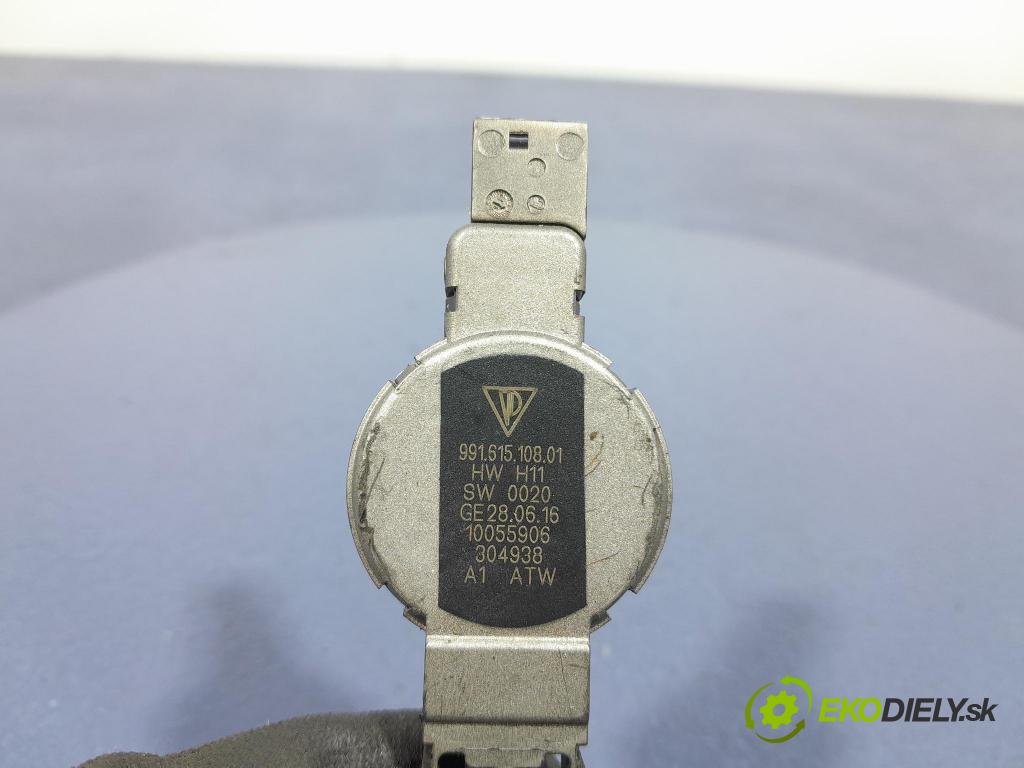 991.615.108.01
HW H11
SW 0020
GE28.06.16
10055906
304938
A1 ATW
EKODIELY.sk